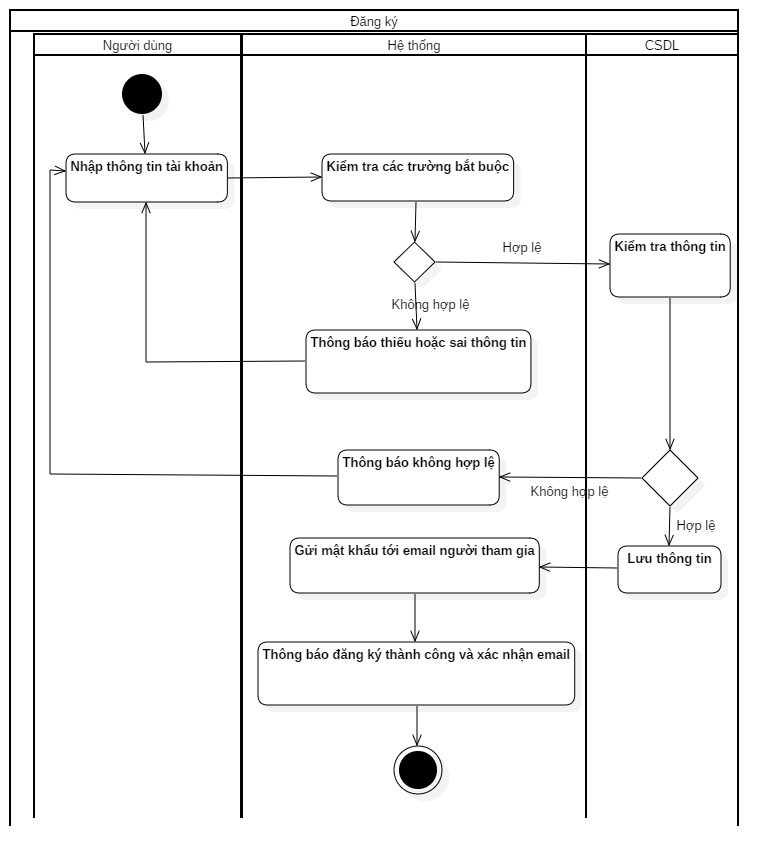 Đăng ký
Người dùng
Hệ thống
CSDL
Nhập thông tin tài khoản
Kiểm tra các trường bắt buộc
Hợp lệ
Kiểm tra thông tin
Không hợp lệ
Thông báo thiếu hoặc sai thông tin
Thông báo không hợp lệ
Không hợp lệ
Hợp lệ
Gửi mật khẩu tới email người tham gia
Lưu thông tin
Thông báo đăng ký thành công và xác nhận email